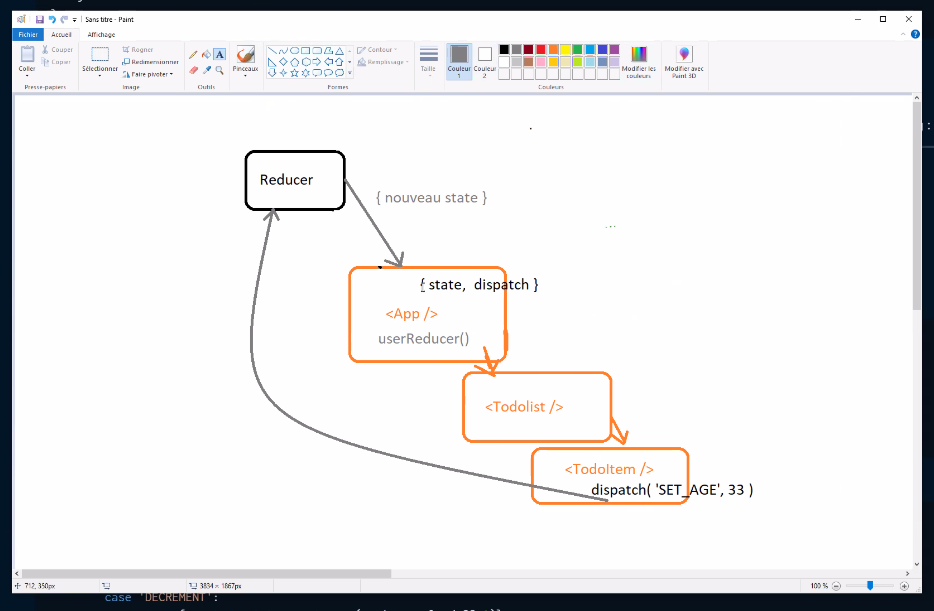 Sans titre - Paint
Fichier
Accueil
Affichage
Coller
Couper
Copier
Presse-papiers
Sélectionner
Rogner
Redimensionner
Faire pivoter
Image
A
Outils
Pinceaux
Contour
Remplissage
Formes
Taille
Couleur 1
Couleur 2
Modifier les couleurs
Couleurs
Modifier avec Paint 3D
Reducer
{ nouveau state }
{ state, dispatch }
<App />
userReducer()
<Todolist />
<TodoItem />
dispatch( 'SET_AGE', 33 )
712, 350px
3834 × 1867px
100 %
case 'DECREMENT':